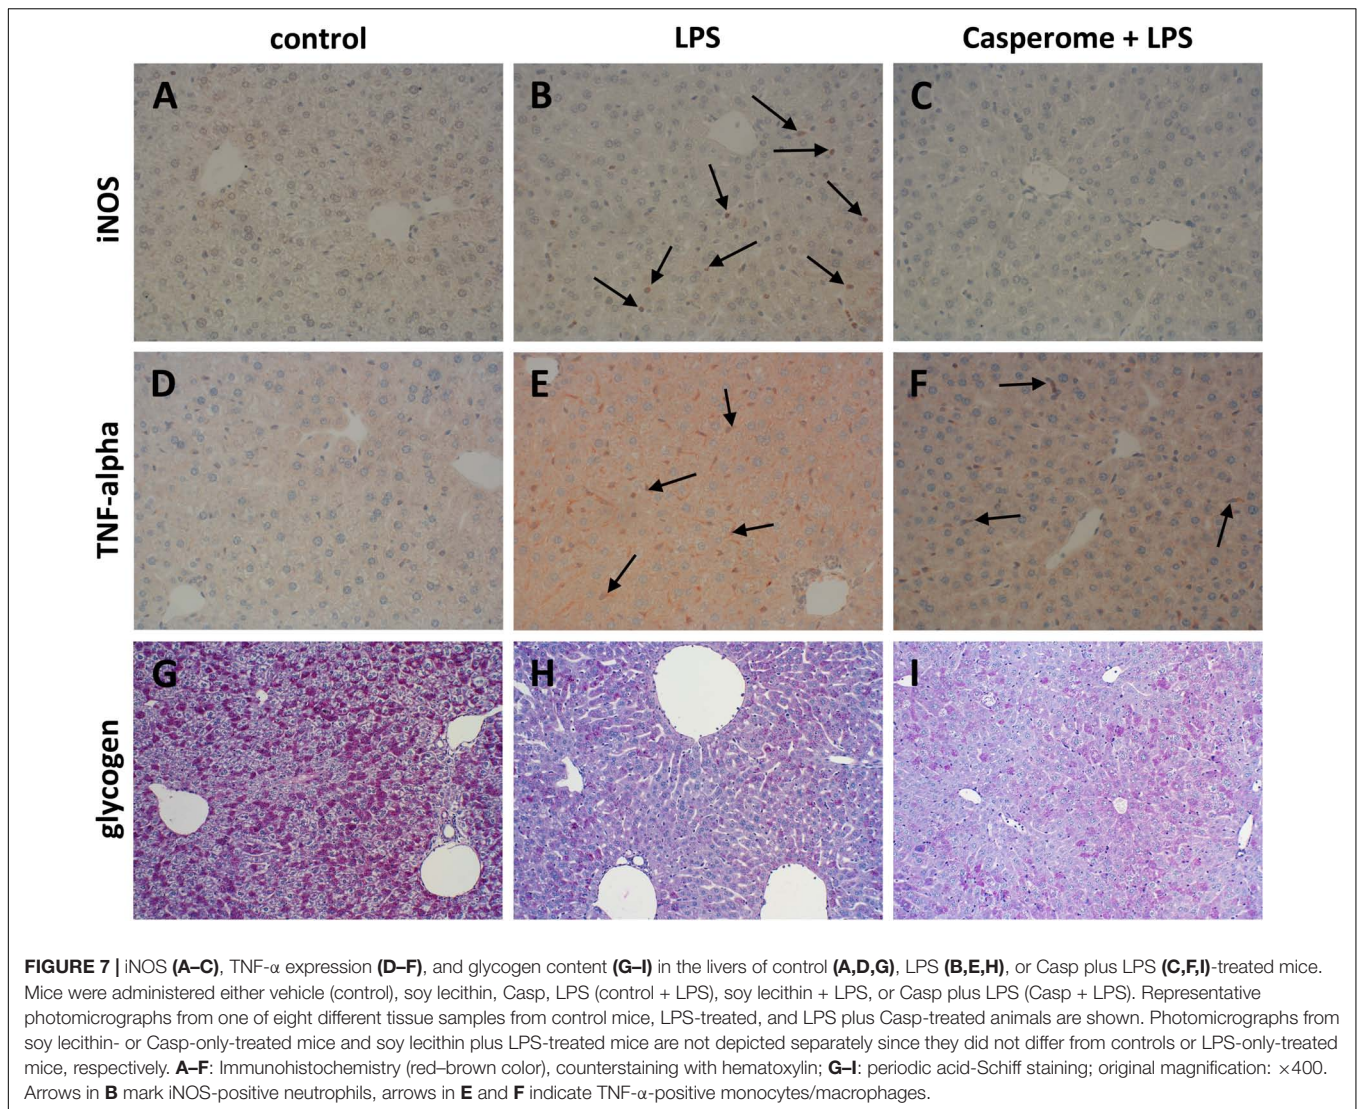 control LPS Casperome + LPS
iNOS
A B C
TNF-alpha
D E F
glycogen
G H I
FIGURE 7 | iNOS (A–C), TNF-α expression (D–F), and glycogen content (G–I) in the livers of control (A,D,G), LPS (B,E,H), or Casp plus LPS (C,F,I)-treated mice.
Mice were administered either vehicle (control), soy lecithin, Casp, LPS (control + LPS), soy lecithin + LPS, or Casp plus LPS (Casp + LPS). Representative
photomicrographs from one of eight different tissue samples from control mice, LPS-treated, and LPS plus Casp-treated animals are shown. Photomicrographs from
soy lecithin- or Casp-only-treated mice and soy lecithin plus LPS-treated mice are not depicted separately since they did not differ from controls or LPS-only-treated
mice, respectively. A–F: Immunohistochemistry (red–brown color), counterstaining with hematoxylin; G–I: periodic acid-Schiff staining; original magnification: ×400.
Arrows in B mark iNOS-positive neutrophils, arrows in E and F indicate TNF-α-positive monocytes/macrophages.